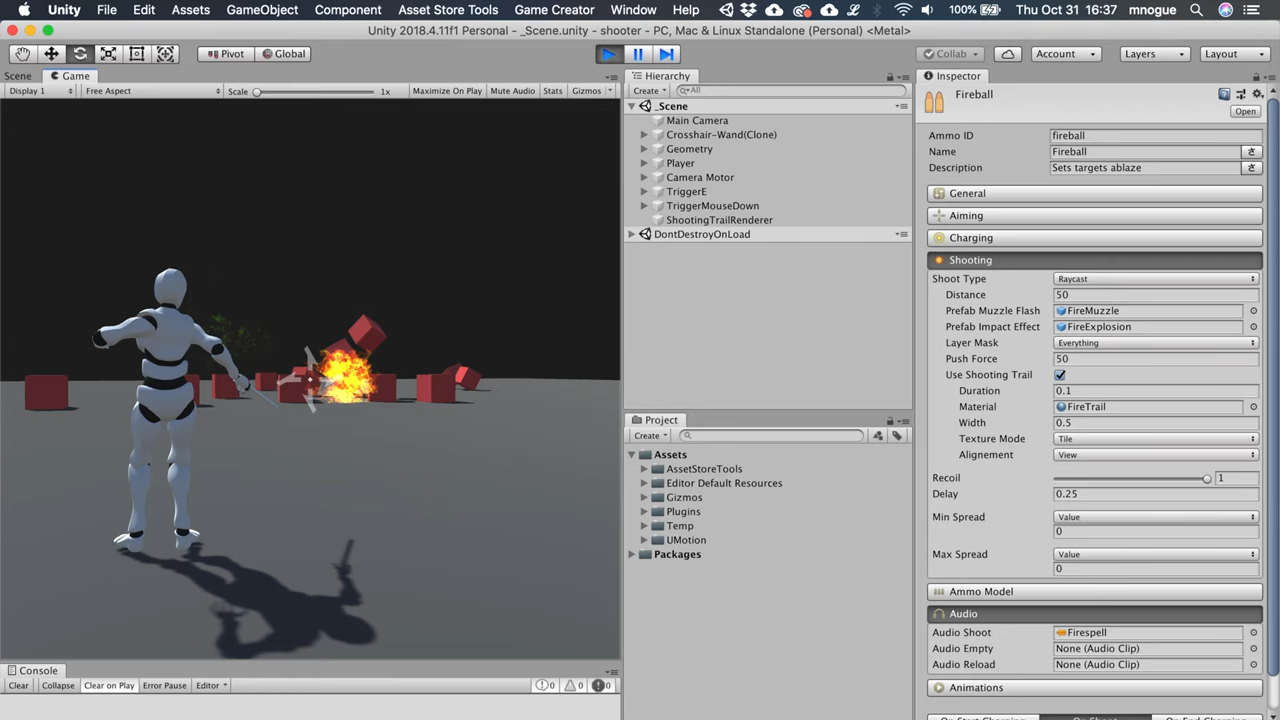 Unity File Edit Assets GameObject Component Asset Store Tools Game Creator Window Help 100% Thu Oct 31 16:37 mnogue
Unity 2018.4.11f1 Personal - _Scene.unity - shooter - PC, Mac & Linux Standalone (Personal) <Metal>
Pivot Global Collab Account Layers Layout
Scene Game
Display 1 Free Aspect Scale 1x Maximize On Play Mute Audio Stats Gizmos
Hierarchy
Create All
_Scene
Main Camera
Crosshair-Wand(Clone)
Geometry
Player
Camera Motor
TriggerE
TriggerMouseDown
ShootingTrailRenderer
DontDestroyOnLoad
Project
Create
Assets
AssetStoreTools
Editor Default Resources
Gizmos
Plugins
Temp
UMotion
Packages
Inspector
Fireball
Open
Ammo ID fireball
Name Fireball
Description Sets targets ablaze
General
Aiming
Charging
Shooting
Shoot Type Raycast
Distance 50
Prefab Muzzle Flash FireMuzzle
Prefab Impact Effect FireExplosion
Layer Mask Everything
Push Force 50
Use Shooting Trail
Duration 0.1
Material FireTrail
Width 0.5
Texture Mode Tile
Alignement View
Recoil 1
Delay 0.25
Min Spread Value
0
Max Spread Value
0
Ammo Model
Audio
Audio Shoot Firespell
Audio Empty None (Audio Clip)
Audio Reload None (Audio Clip)
Animations
On Start Charging On Shoot On End Charging
Console
Clear Collapse Clear on Play Error Pause Editor 0 0 0